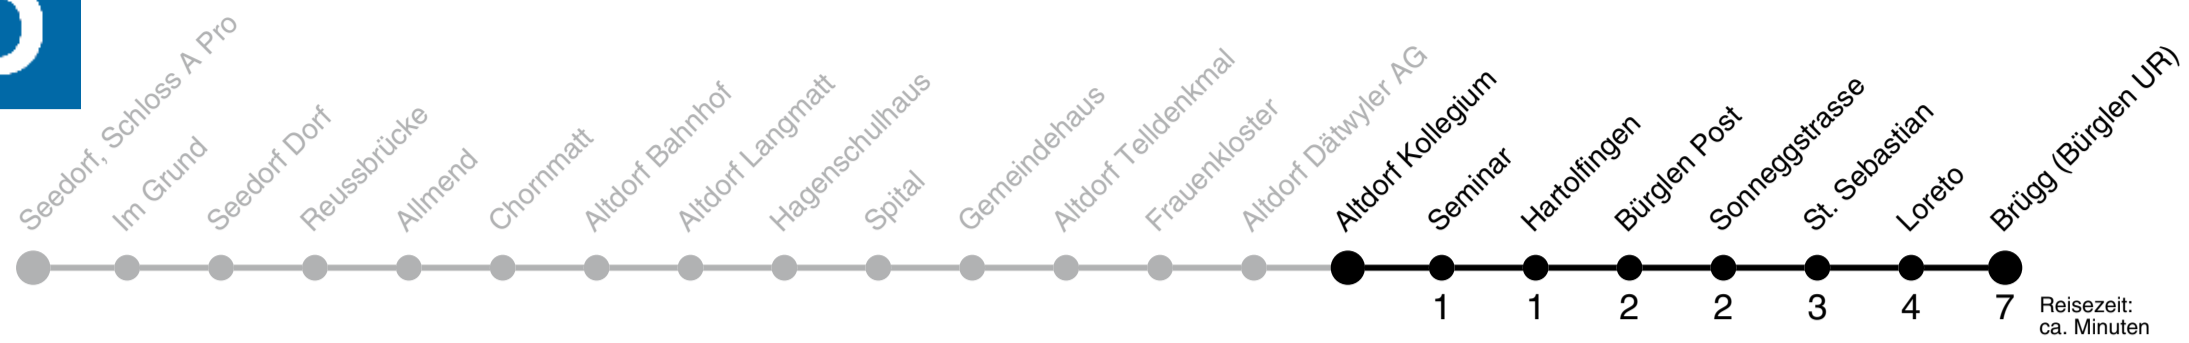 Seedorf, Schloss A Pro
Im Grund
Seedorf Dorf
Reussbrücke
Allmend
Chornmatt
Altdorf Bahnhof
Altdorf Langmatt
Hagenschulhaus
Spital
Gemeindehaus
Altdorf Telldenkmal
Frauenkloster
Altdorf Dätwyler AG
Altdorf Kollegium
Seminar
Hartolfingen
Bürglen Post
Sonneggstrasse
St. Sebastian
Loreto
Brügg (Bürglen UR)
1 1 2 2 3 4 7
Reisezeit:
ca. Minuten